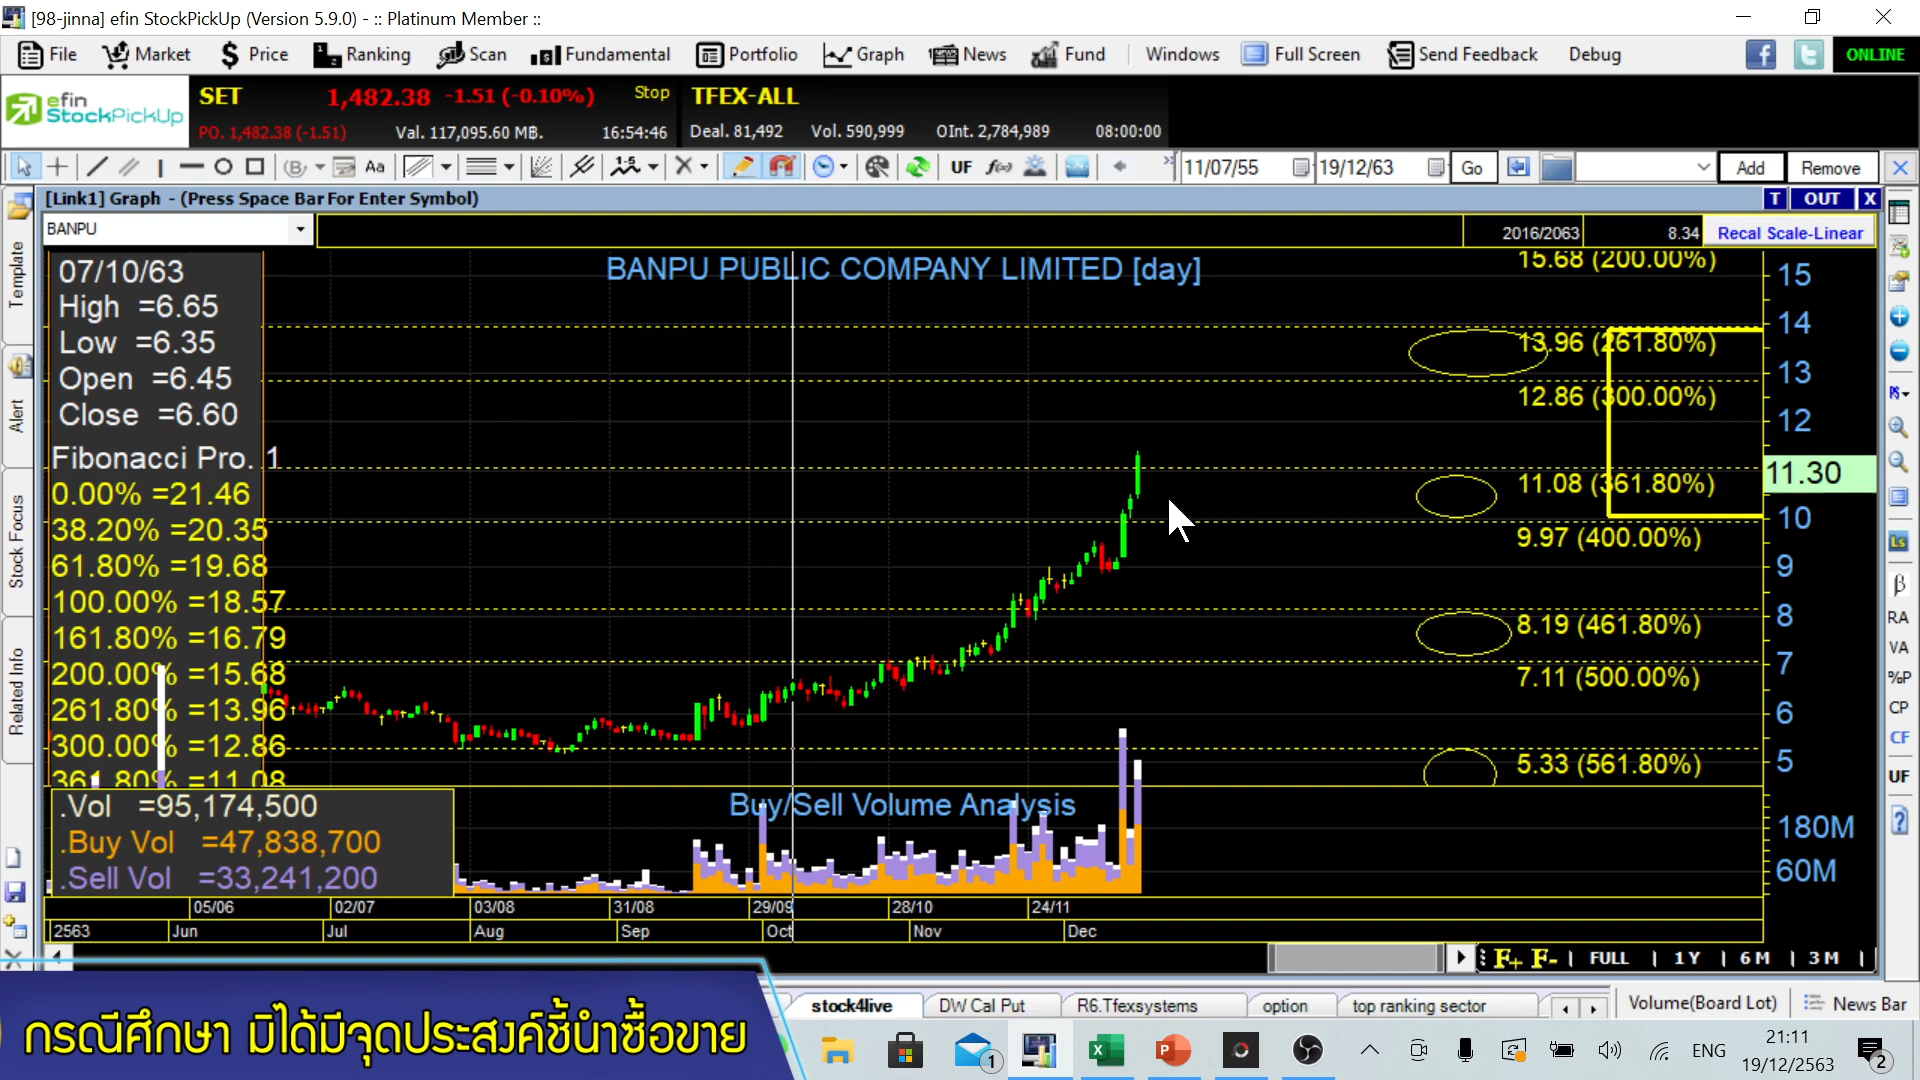 [98-jinna] efin StockPickUp (Version 5.9.0) - :: Platinum Member ::
File Market Price Ranking Scan Fundamental Portfolio Graph News Fund Windows Full Screen Send Feedback Debug ONLINE
efin StockPickUp
SET 1,482.38 -1.51 (-0.10%) Stop TFEX-ALL
PO. 1,482.38 (-1.51) Val. 117,095.60 MB. 16:54:46 Deal. 81,492 Vol. 590,999 OInt. 2,784,989 08:00:00
Aa 1-5 UF f(x) 11/07/55 19/12/63 Go Add Remove
[Link1] Graph - (Press Space Bar For Enter Symbol) T OUT X
BANPU 2016/2063 8.34 Recal Scale-Linear
BANPU PUBLIC COMPANY LIMITED [day]
07/10/63
High =6.65
Low =6.35
Open =6.45
Close =6.60
Fibonacci Pro. 1
0.00% =21.46
38.20% =20.35
61.80% =19.68
100.00% =18.57
161.80% =16.79
200.00% =15.68
261.80% =13.96
300.00% =12.86
361.80% =11.08
15.68 (200.00%)
13.96 (261.80%)
12.86 (300.00%)
11.08 (361.80%)
9.97 (400.00%)
8.19 (461.80%)
7.11 (500.00%)
5.33 (561.80%)
15
14
13
12
11.30
10
9
8
7
6
5
180M
60M
Template
Alert
Stock Focus
Related Info
Ls
β
RA
VA
%P
CP
CF
UF
?
Buy/Sell Volume Analysis
.Vol =95,174,500
.Buy Vol =47,838,700
.Sell Vol =33,241,200
05/06 02/07 03/08 31/08 29/09 28/10 24/11
2563 Jun Jul Aug Sep Oct Nov Dec
F+ F- | FULL | 1Y | 6M | 3M |
stock4live DW Cal Put R6.Tfexsystems option top ranking sector Volume(Board Lot) News Bar
กรณีศึกษา มิได้มีจุดประสงค์ชี้นำซื้อขาย
1 ENG 21:11
19/12/2563 2